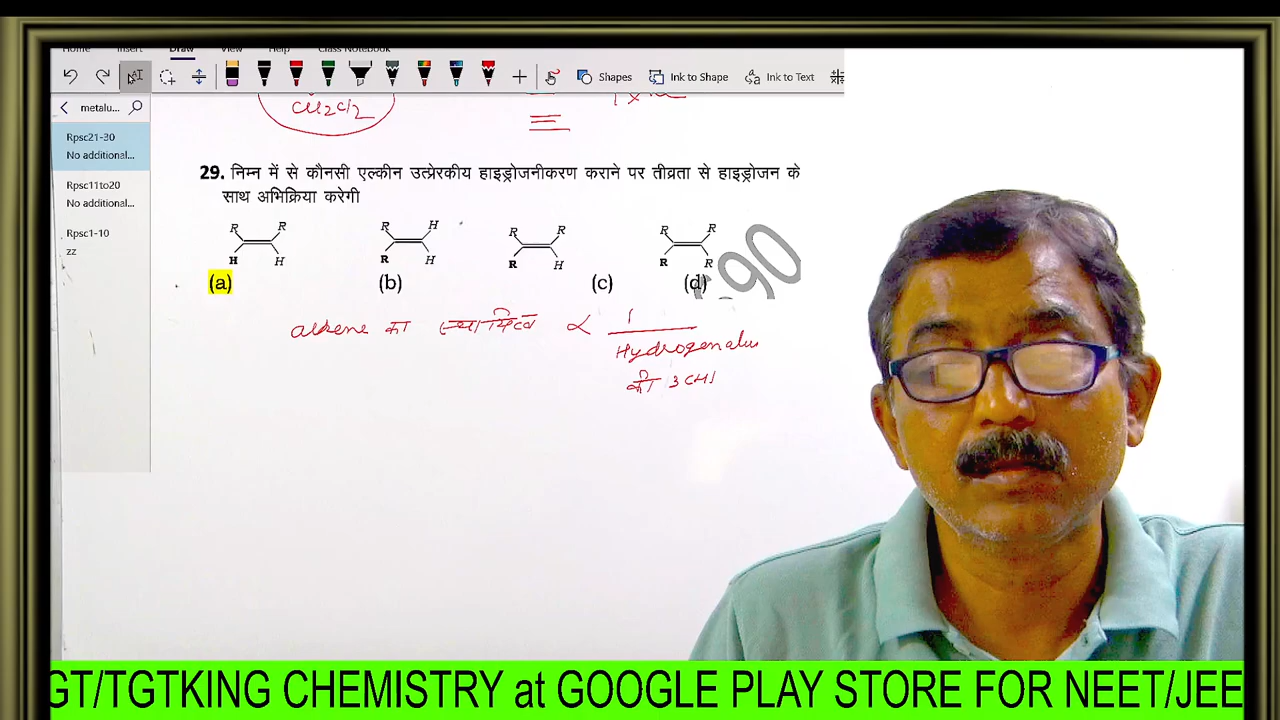 Home Insert Draw View Help Class Notebook
Shapes Ink to Shape Ink to Text
metalu...
Rpsc21-30
No additional...
Rpsc11to20
No additional...
Rpsc1-10
zz
CH2Cl2
29. निम्न में से कौनसी एल्कीन उत्प्रेरकीय हाइड्रोजनीकरण कराने पर तीव्रता से हाइड्रोजन के
साथ अभिक्रिया करेगी
R R R H R R R R
H H R H R H R R
(a) (b) (c) (d)
90
alkene का स्थायित्व ∝ 1
Hydrogenation
की
GT/TGTKING CHEMISTRY at GOOGLE PLAY STORE FOR NEET/JEE